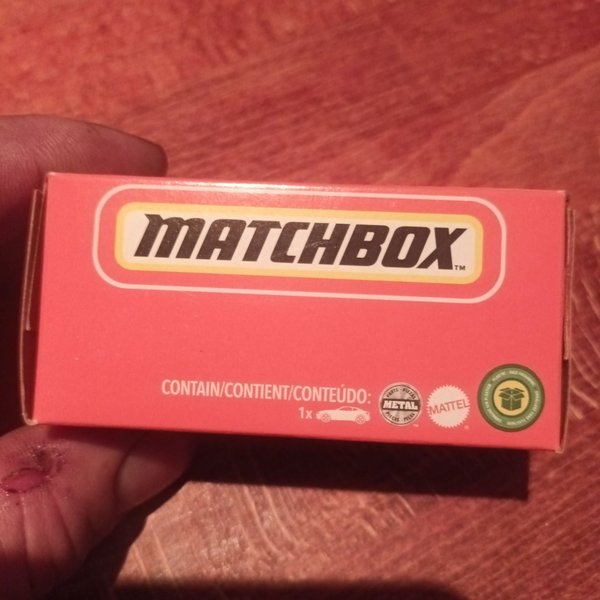 MATCHBOX™
CONTAIN/CONTIENT/CONTEÚDO:
1x
METAL
MATTEL